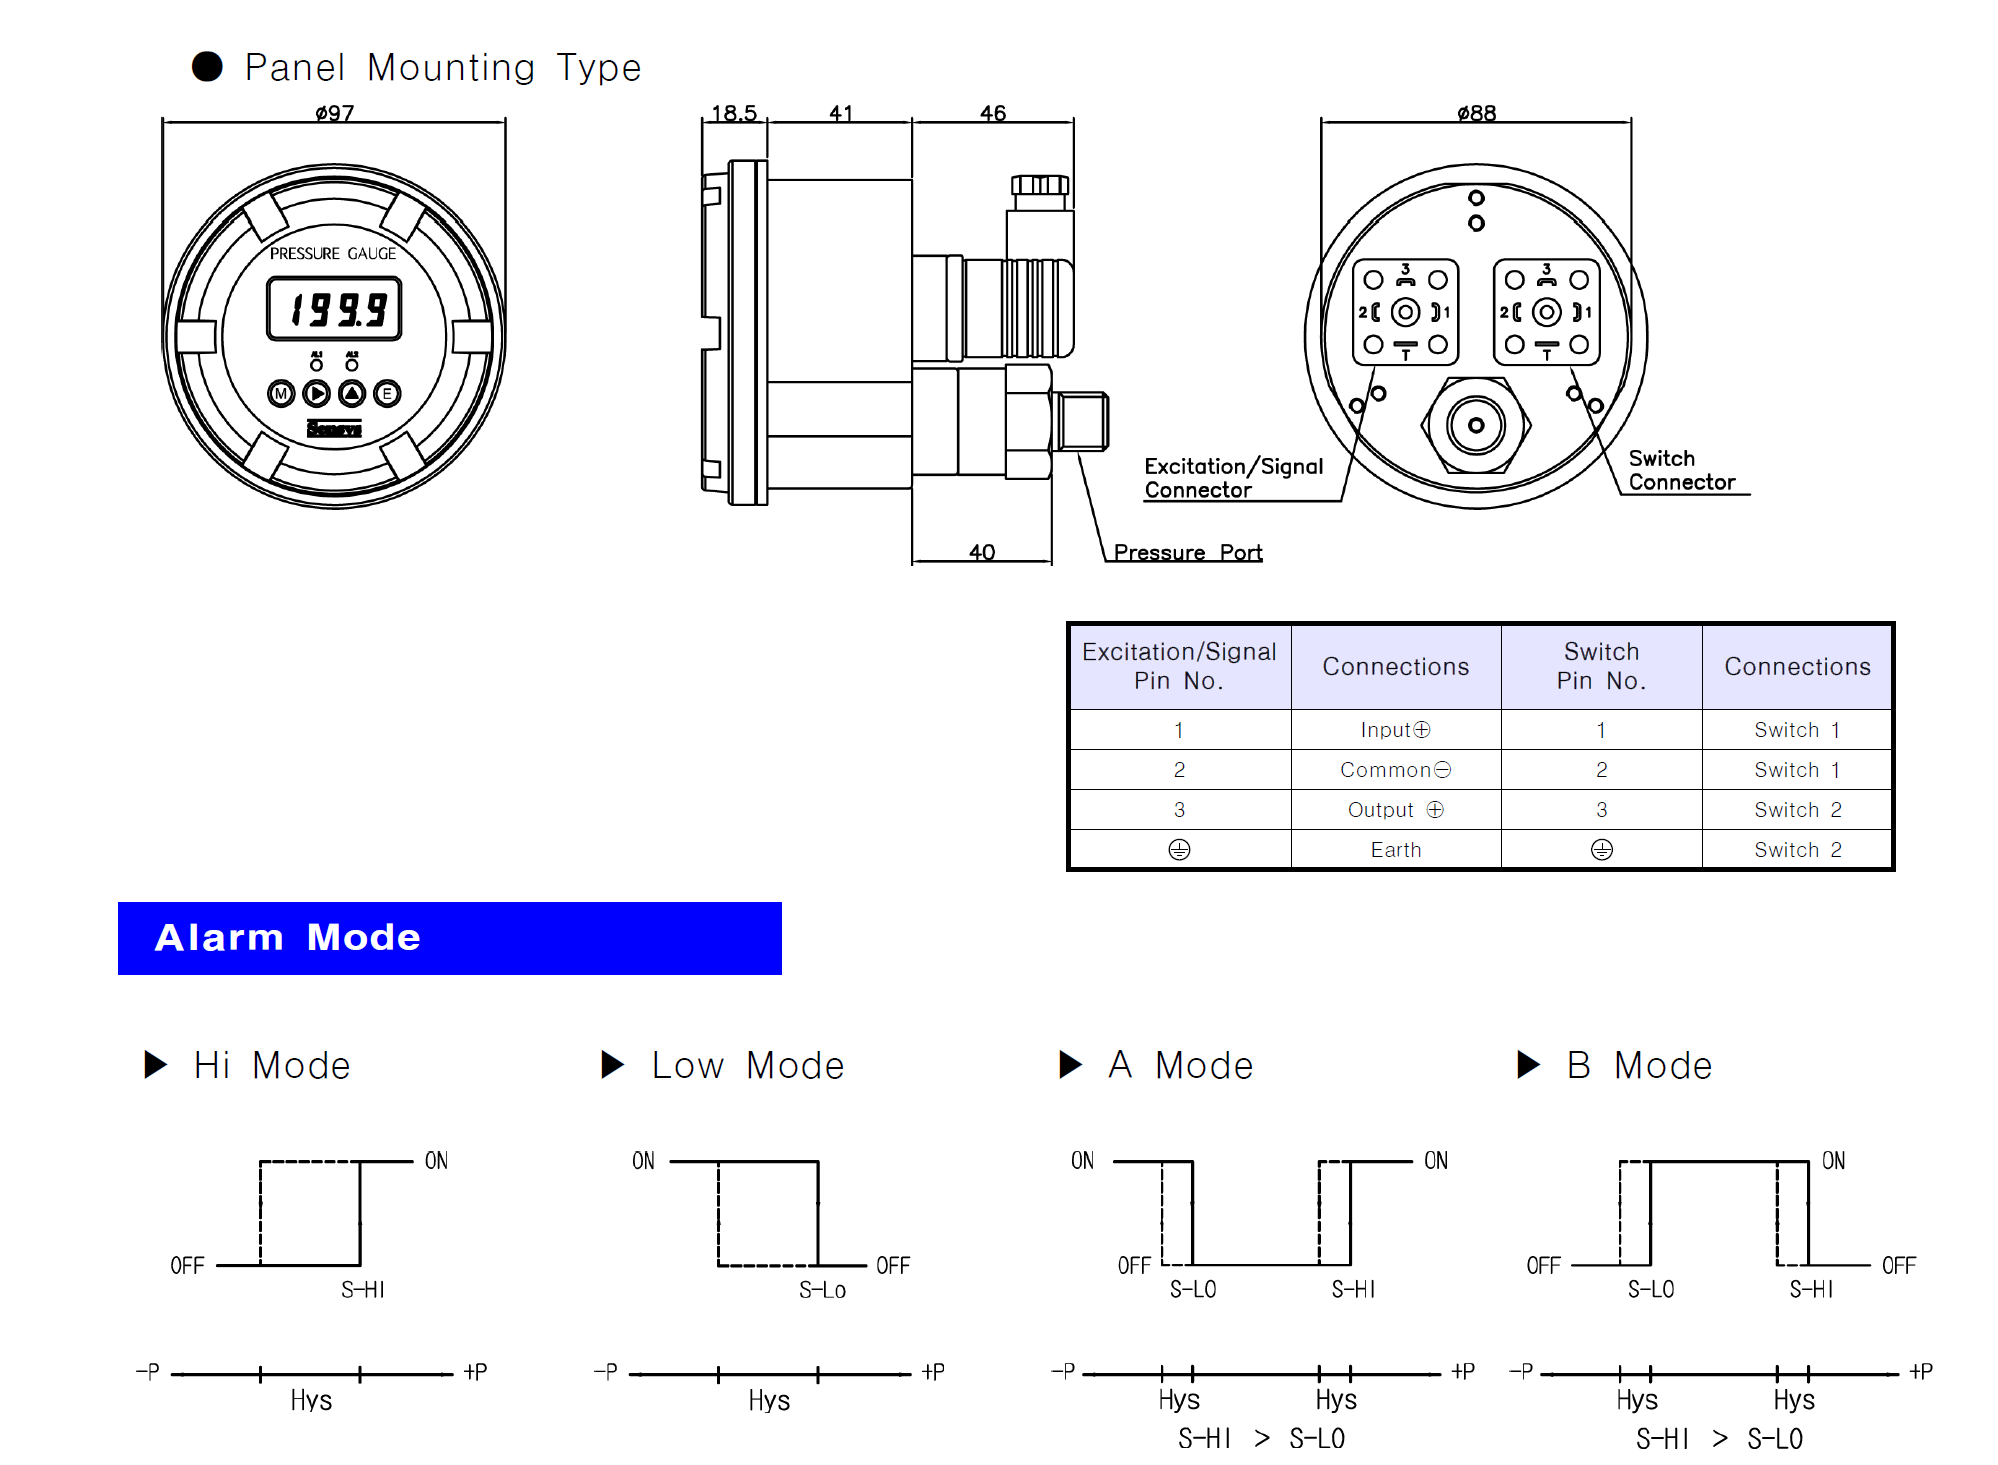 ● Panel Mounting Type
ø97
18.5 41 46
ø88
PRESSURE GAUGE
199.9
AL1 AL2
M E
Sensys
3 3
2 1 2 1
T T
Excitation/Signal
Connector
Switch
Connector
40
Pressure Port
Excitation/Signal Pin No. Connections Switch Pin No. Connections
1 Input⊕ 1 Switch 1
2 Common⊖ 2 Switch 1
3 Output ⊕ 3 Switch 2
Earth Switch 2
Alarm Mode
▶ Hi Mode
ON
OFF
S-HI
-P +P
Hys
▶ Low Mode
ON
OFF
S-Lo
-P +P
Hys
▶ A Mode
ON ON
OFF
S-LO S-HI
-P +P
Hys Hys
S-HI > S-LO
▶ B Mode
ON
OFF OFF
S-LO S-HI
-P +P
Hys Hys
S-HI > S-LO